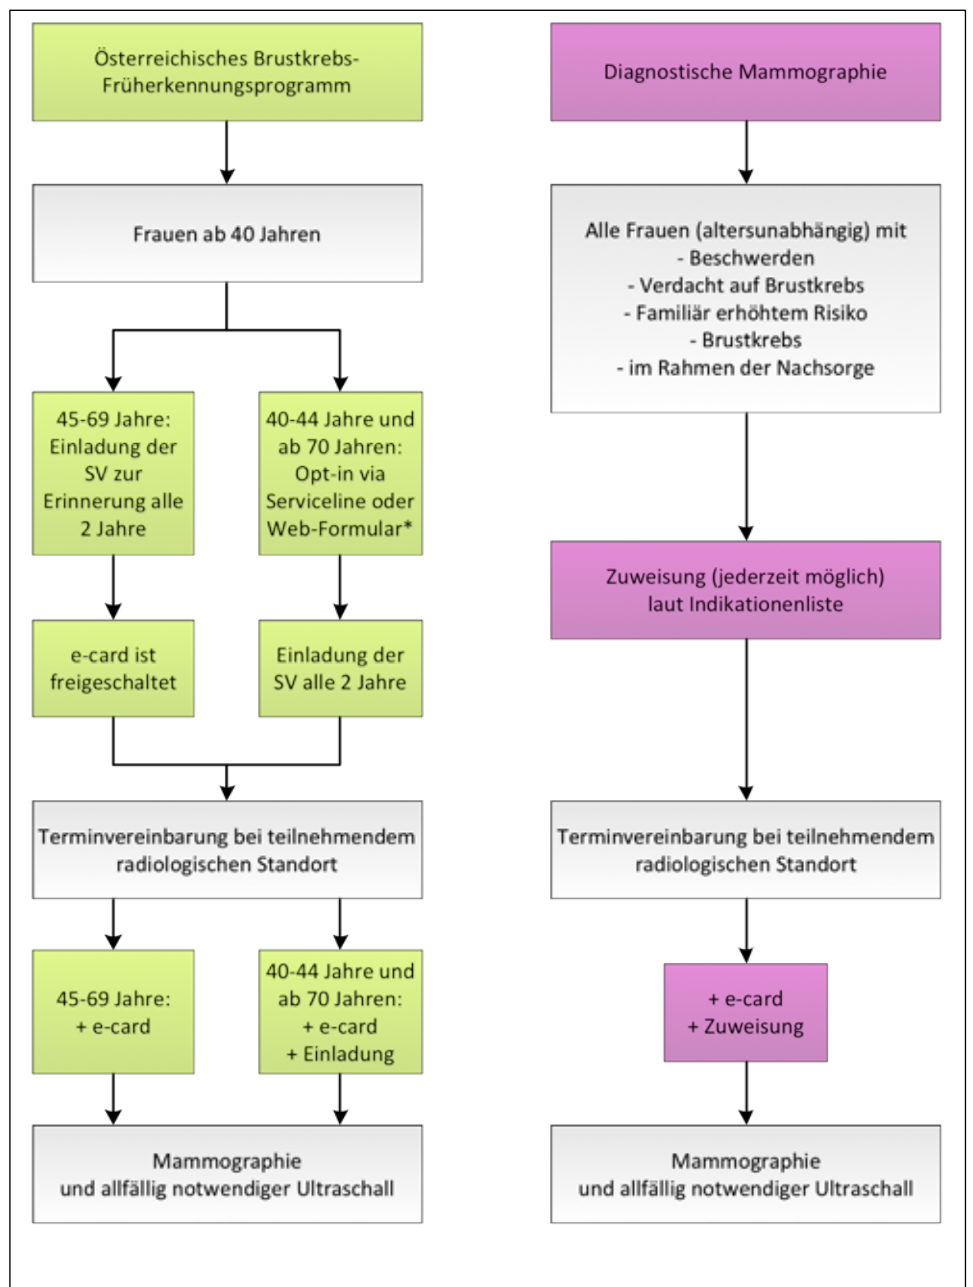 Österreichisches Brustkrebs-
Früherkennungsprogramm
Frauen ab 40 Jahren
45-69 Jahre:
Einladung der
SV zur
Erinnerung alle
2 Jahre
40-44 Jahre und
ab 70 Jahren:
Opt-in via
Serviceline oder
Web-Formular*
e-card ist
freigeschaltet
Einladung der
SV alle 2 Jahre
Terminvereinbarung bei teilnehmendem
radiologischen Standort
45-69 Jahre:
+ e-card
40-44 Jahre und
ab 70 Jahren:
+ e-card
+ Einladung
Mammographie
und allfällig notwendiger Ultraschall
Diagnostische Mammographie
Alle Frauen (altersunabhängig) mit
- Beschwerden
- Verdacht auf Brustkrebs
- Familiär erhöhtem Risiko
- Brustkrebs
- im Rahmen der Nachsorge
Zuweisung (jederzeit möglich)
laut Indikationenliste
Terminvereinbarung bei teilnehmendem
radiologischen Standort
+ e-card
+ Zuweisung
Mammographie
und allfällig notwendiger Ultraschall